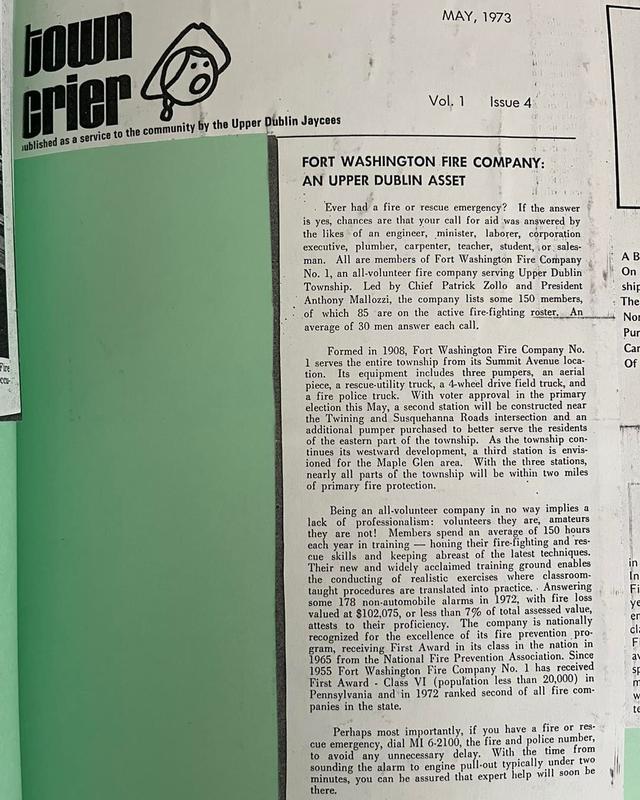 town
crier
MAY, 1973
Vol. 1 Issue 4
published as a service to the community by the Upper Dublin Jaycees
FORT WASHINGTON FIRE COMPANY:
AN UPPER DUBLIN ASSET
Ever had a fire or rescue emergency? If the answer
is yes, chances are that your call for aid was answered by
the likes of an engineer, minister, laborer, corporation
executive, plumber, carpenter, teacher, student, or sales-
man. All are members of Fort Washington Fire Company
No. 1, an all-volunteer fire company serving Upper Dublin
Township. Led by Chief Patrick Zollo and President
Anthony Mallozzi, the company lists some 150 members,
of which 85 are on the active fire-fighting roster. An
average of 30 men answer each call.
Formed in 1908, Fort Washington Fire Company No.
1 serves the entire township from its Summit Avenue loca-
tion. Its equipment includes three pumpers, an aerial
piece, a rescue-utility truck, a 4-wheel drive field truck, and
a fire police truck. With voter approval in the primary
election this May, a second station will be constructed near
the Twining and Susquehanna Roads intersection and an
additional pumper purchased to better serve the residents
of the eastern part of the township. As the township con-
tinues its westward development, a third station is envis-
ioned for the Maple Glen area. With the three stations,
nearly all parts of the township will be within two miles
of primary fire protection.
Being an all-volunteer company in no way implies a
lack of professionalism: volunteers they are, amateurs
they are not! Members spend an average of 150 hours
each year in training — honing their fire-fighting and res-
cue skills and keeping abreast of the latest techniques.
Their new and widely acclaimed training ground enables
the conducting of realistic exercises where classroom-
taught procedures are translated into practice. Answering
some 178 non-automobile alarms in 1972, with fire loss
valued at $102,075, or less than 7% of total assessed value,
attests to their proficiency. The company is nationally
recognized for the excellence of its fire prevention pro-
gram, receiving First Award in its class in the nation in
1965 from the National Fire Prevention Association. Since
1955 Fort Washington Fire Company No. 1 has received
First Award - Class VI (population less than 20,000) in
Pennsylvania and in 1972 ranked second of all fire com-
panies in the state.
Perhaps most importantly, if you have a fire or res-
cue emergency, dial MI 6-2100, the fire and police number,
to avoid any unnecessary delay. With the time from
sounding the alarm to engine pull-out typically under two
minutes, you can be assured that expert help will soon be
there.
A B
On
ship
The
Nor
Pur
Car
Of